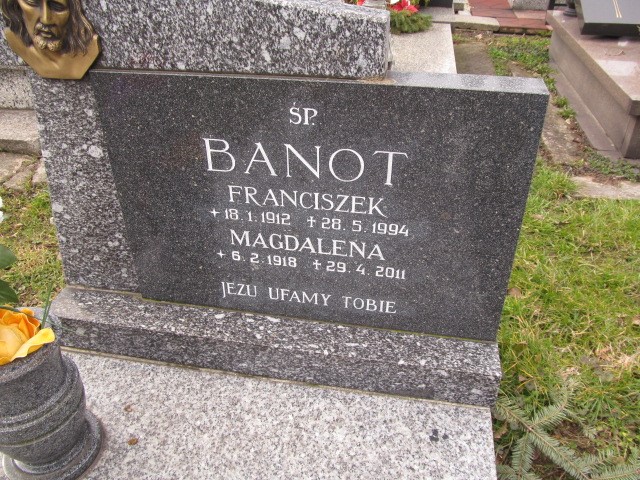 ŚP.
BANOT
FRANCISZEK
+ 18.1.1912 + 28.5.1994
MAGDALENA
+ 6.2.1918 + 29.4.2011
JEZU UFAMY TOBIE